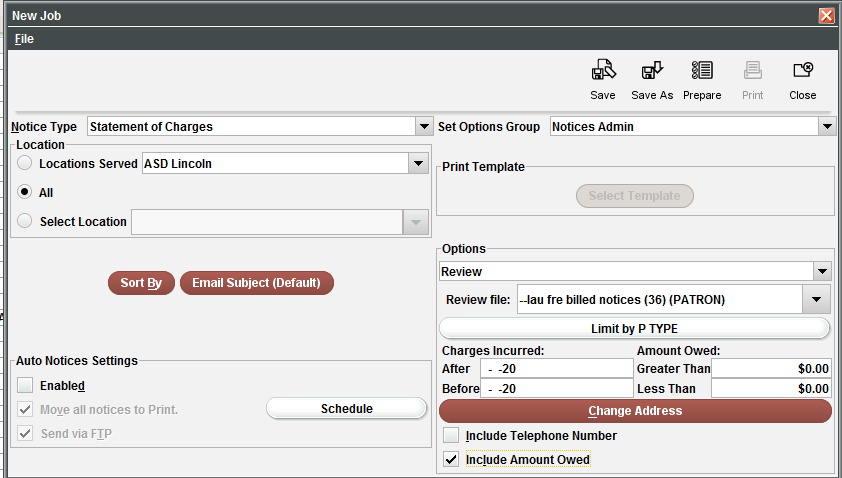 New Job
File
Save Save As Prepare Print Close
Notice Type Statement of Charges Set Options Group Notices Admin
Location
Locations Served ASD Lincoln
All
Select Location
Print Template
Select Template
Sort By Email Subject (Default)
Options
Review
Review file: --lau fre billed notices (36) (PATRON)
Limit by P TYPE
Charges Incurred: Amount Owed:
After - -20 Greater Than $0.00
Before - -20 Less Than $0.00
Change Address
Include Telephone Number
Include Amount Owed
Auto Notices Settings
Enabled
Move all notices to Print.
Send via FTP
Schedule